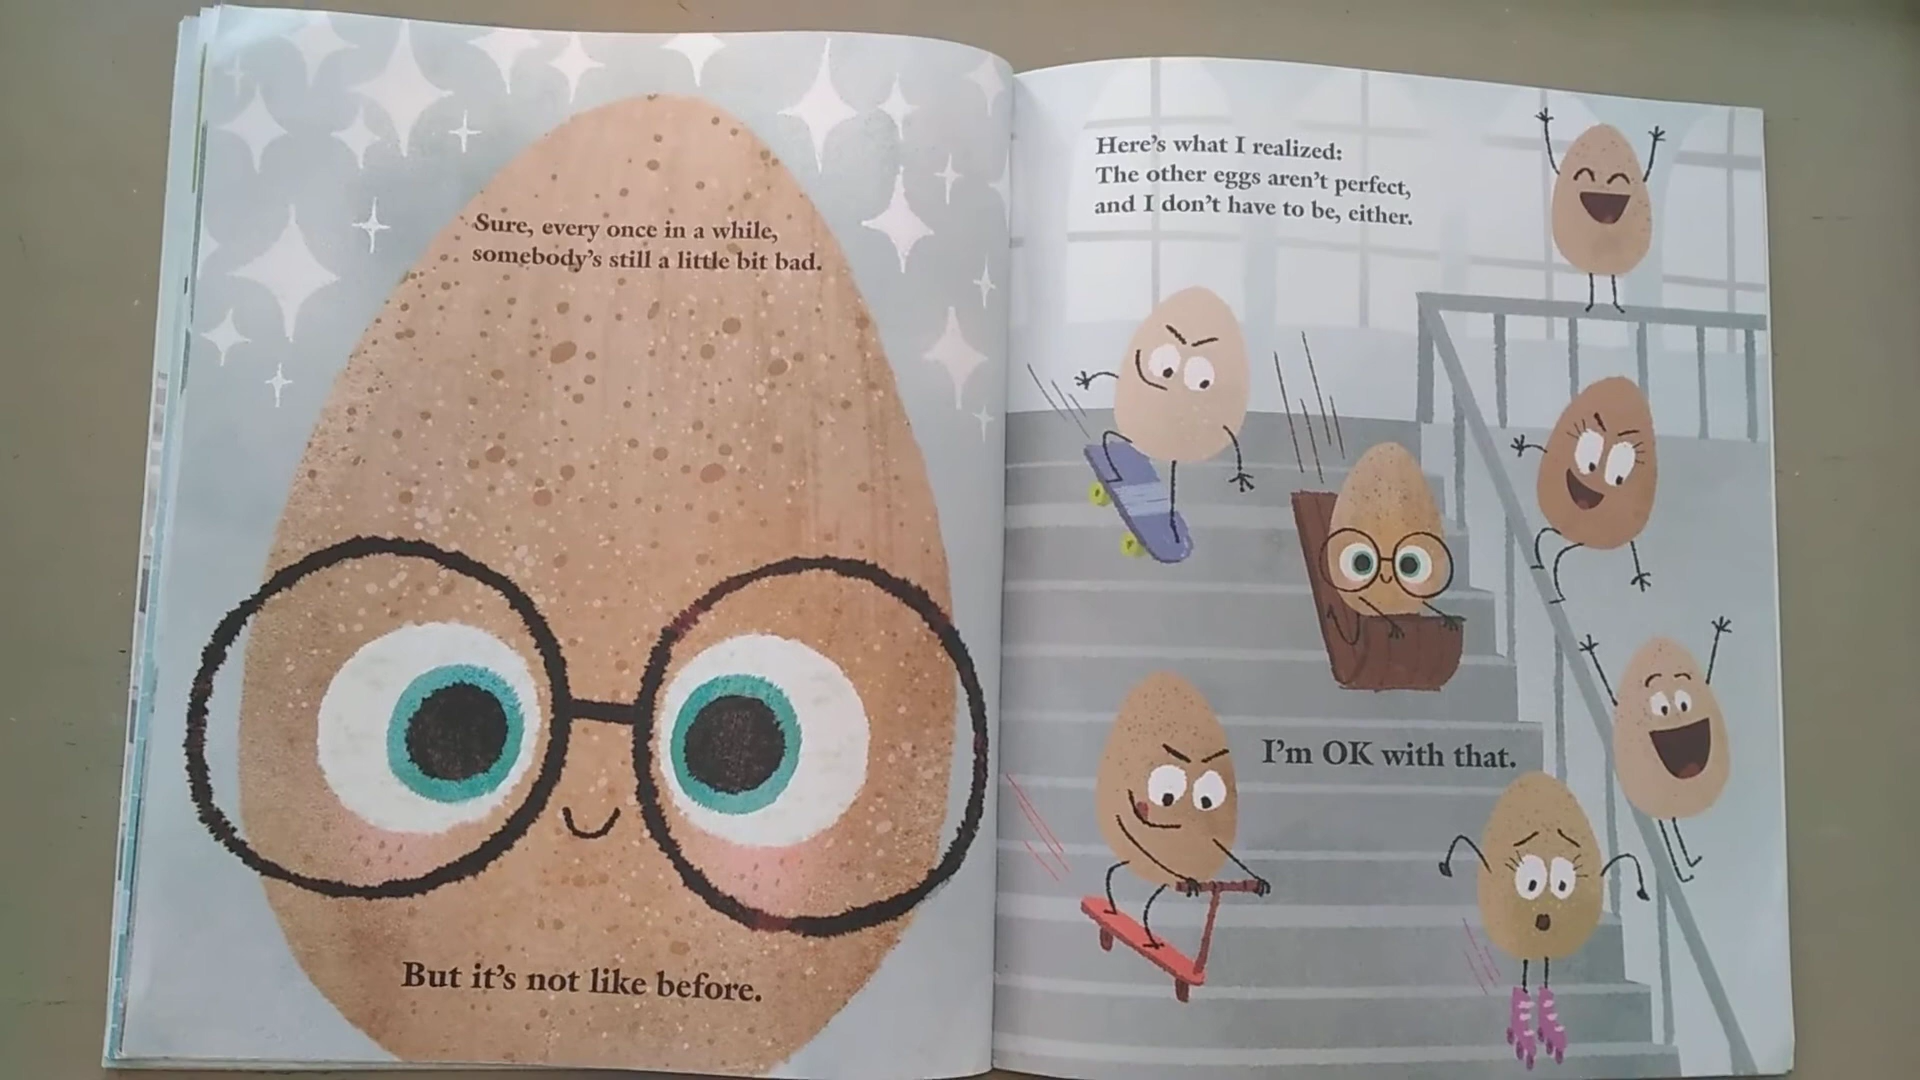 Sure, every once in a while,
somebody's still a little bit bad.
But it's not like before.
Here's what I realized:
The other eggs aren't perfect,
and I don't have to be, either.
I'm OK with that.